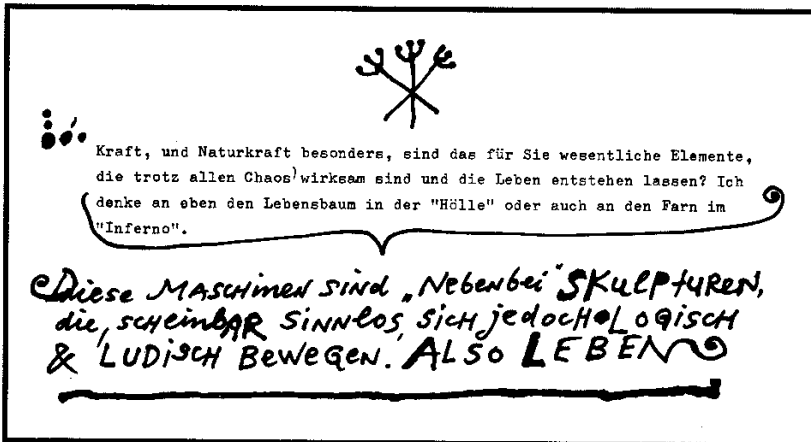 Kraft, und Naturkraft besonders, sind das für Sie wesentliche Elemente,
die trotz allen Chaos) wirksam sind und die Leben entstehen lassen? Ich
denke an eben den Lebensbaum in der "Hölle" oder auch an den Farn im
"Inferno".
Diese MASCHINEN SIND „Nebenbei" SKULPTUREN,
die, SCHEINBAR SINNLOS, SICH jEDOCH LOGISCH
& LUDISCH BEWEGEN. ALSO LEBEN